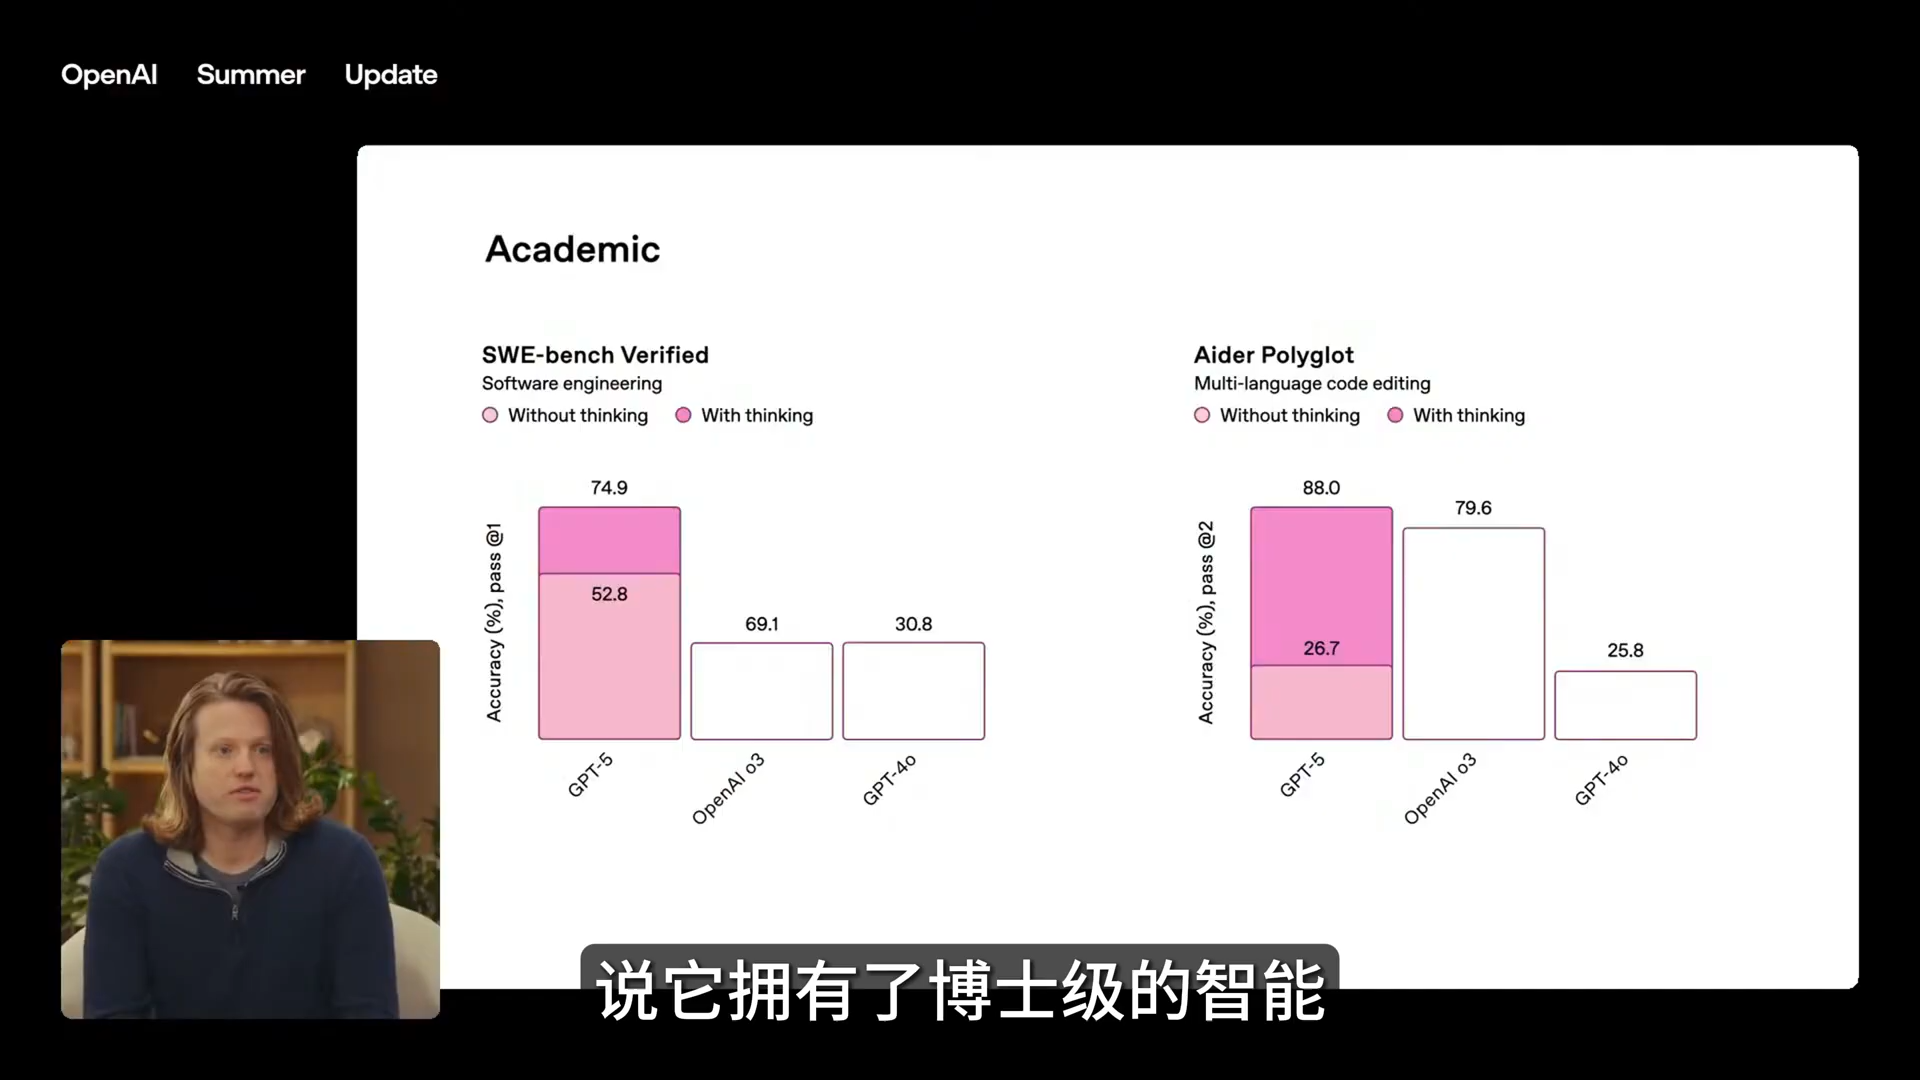 OpenAI Summer Update
Academic
SWE-bench Verified
Software engineering
Without thinking With thinking
Accuracy (%), pass @1
74.9
52.8
69.1
30.8
GPT-5
OpenAI o3
GPT-4o
Aider Polyglot
Multi-language code editing
Without thinking With thinking
Accuracy (%), pass @2
88.0
26.7
79.6
25.8
GPT-5
OpenAI o3
GPT-4o
说它拥有了博士级的智能